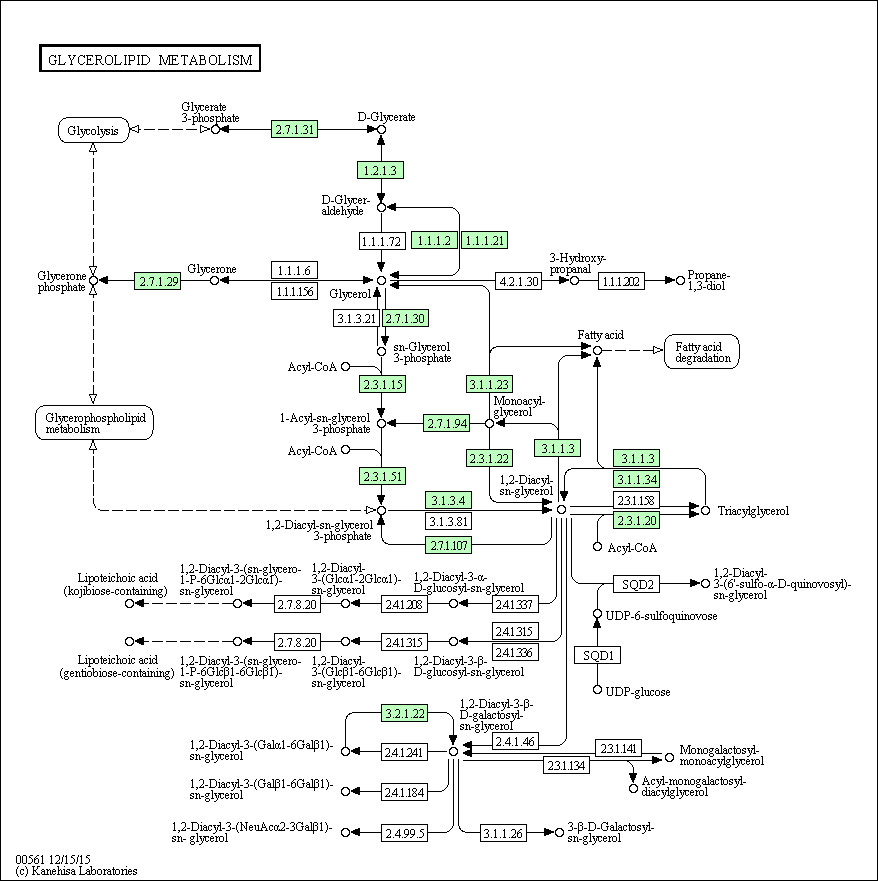 GLYCEROLIPID METABOLISM
Glycolysis
Glycerate
3-phosphate
2.7.1.31
D-Glycerate
1.2.1.3
D-Glycer-
aldehyde
1.1.1.72
1.1.1.2
1.1.1.21
Glycerone
phosphate
2.7.1.29
Glycerone
1.1.1.6
1.1.1.156
Glycerol
4.2.1.30
3-Hydroxy-
propanal
1.1.1.202
Propane-
1,3-diol
3.1.3.21
2.7.1.30
sn-Glycerol
3-phosphate
Fatty acid
Fatty acid
degradation
Acyl-CoA
2.3.1.15
3.1.1.23
Glycerophospholipid
metabolism
1-Acyl-sn-glycerol
3-phosphate
2.7.1.94
Monoacyl-
glycerol
Acyl-CoA
3.1.1.3
2.3.1.22
3.1.1.3
2.3.1.51
3.1.1.34
1,2-Diacyl-
sn-glycerol
3.1.3.4
2.3.1.158
1,2-Diacyl-sn-glycerol
3-phosphate
3.1.3.81
2.3.1.20
Triacylglycerol
2.7.1.107
Acyl-CoA
Lipoteichoic acid
(kojibiose-containing)
1,2-Diacyl-3-(sn-glycero-
1-P-6Glcα1-2Glcα1)-
sn-glycerol
1,2-Diacyl-
3-(Glcα1-2Glcα1)-
sn-glycerol
1,2-Diacyl-3-α-
D-glucosyl-sn-glycerol
SQD2
1,2-Diacyl-
3-(6'-sulfo-α-D-quinovosyl)-
sn-glycerol
2.7.8.20
2.4.1.208
2.4.1.337
UDP-6-sulfoquinovose
2.4.1.315
2.7.8.20
2.4.1.315
2.4.1.336
SQD1
Lipoteichoic acid
(gentiobiose-containing)
1,2-Diacyl-3-(sn-glycero-
1-P-6Glcβ1-6Glcβ1)-
sn-glycerol
1,2-Diacyl-
3-(Glcβ1-6Glcβ1)-
sn-glycerol
1,2-Diacyl-3-β-
D-glucosyl-sn-glycerol
UDP-glucose
3.2.1.22
1,2-Diacyl-3-β-
D-galactosyl-
sn-glycerol
2.4.1.46
1,2-Diacyl-3-(Galα1-6Galβ1)-
sn-glycerol
2.4.1.241
2.3.1.141
2.3.1.134
Monogalactosyl-
monoacylglycerol
1,2-Diacyl-3-(Galβ1-6Galβ1)-
sn-glycerol
2.4.1.184
Acyl-monogalactosyl-
diacylglycerol
1,2-Diacyl-3-(NeuAcα2-3Galβ1)-
sn- glycerol
2.4.99.5
3.1.1.26
3-β-D-Galactosyl-
sn-glycerol
00561 12/15/15
(c) Kanehisa Laboratories